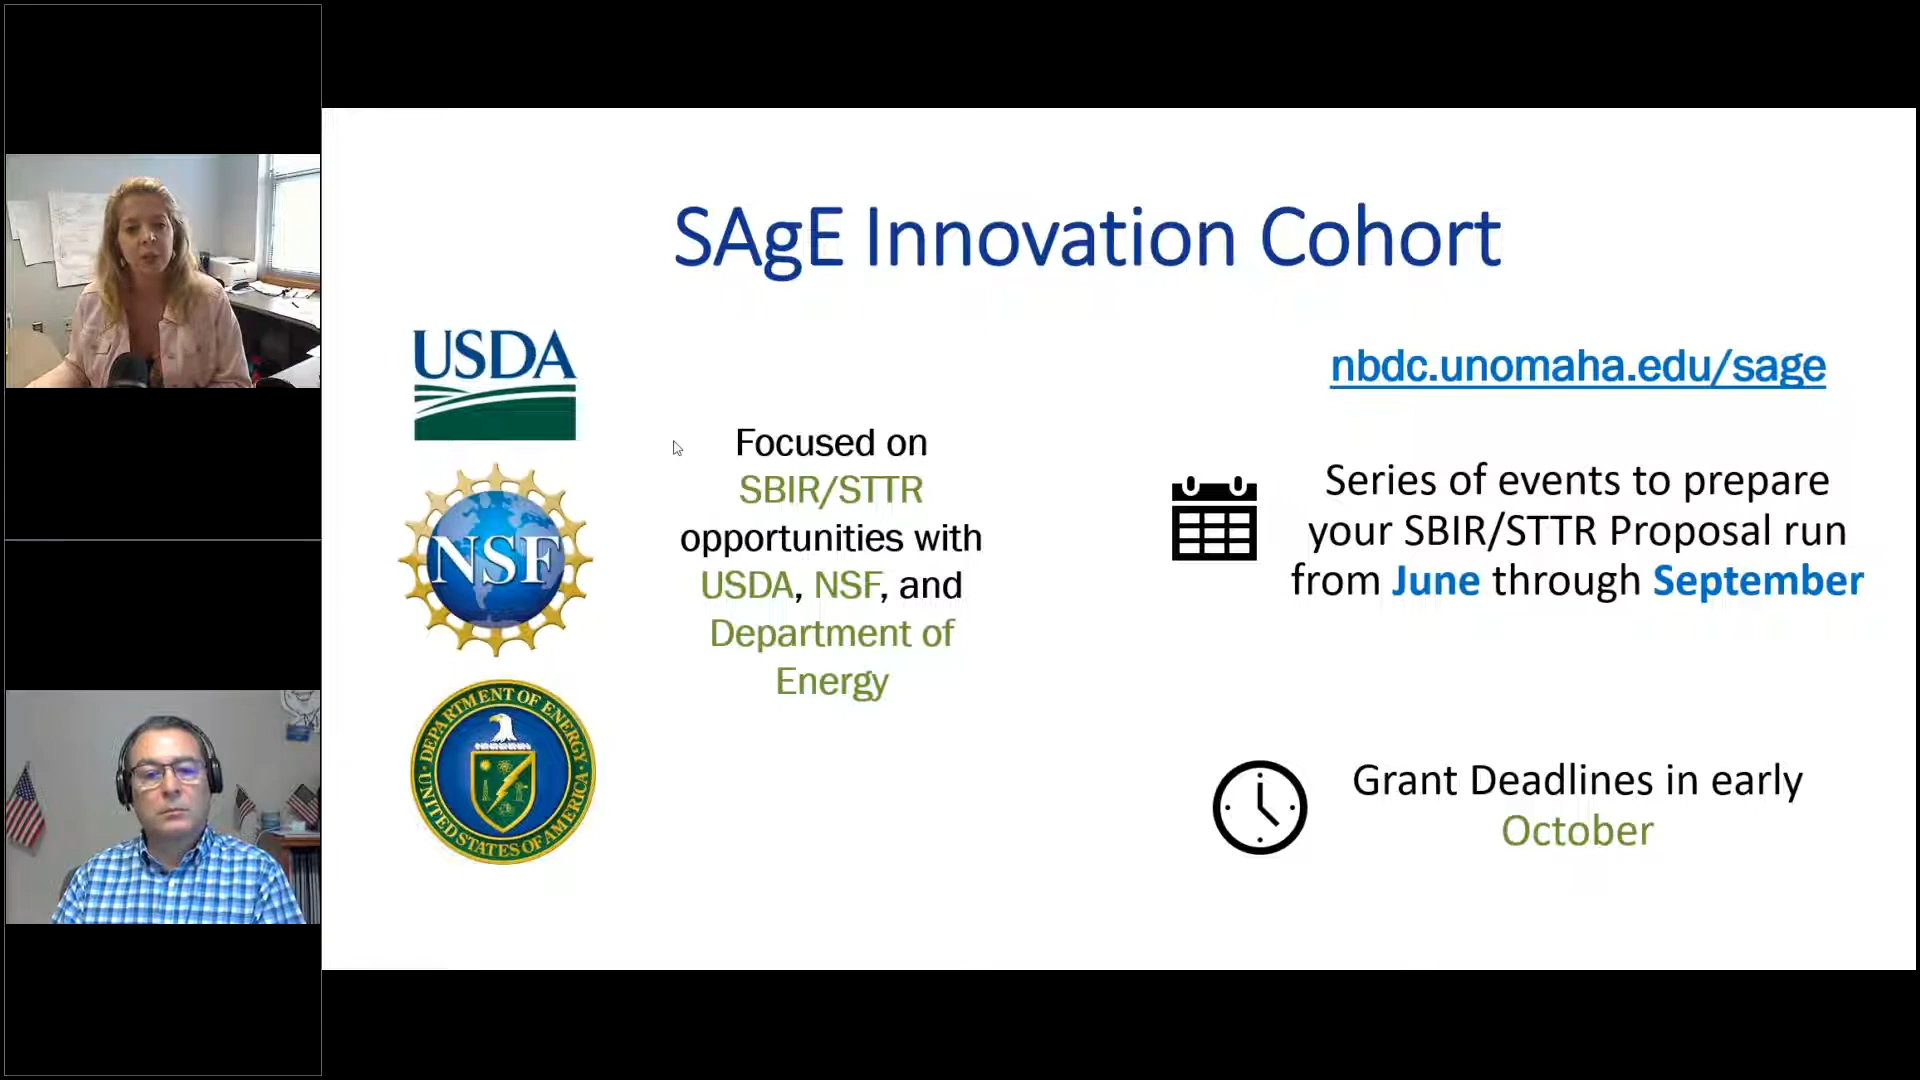 SAgE Innovation Cohort
USDA
NSF
DEPARTMENT OF ENERGY
UNITED STATES OF AMERICA
Focused on
SBIR/STTR
opportunities with
USDA, NSF, and
Department of
Energy
nbdc.unomaha.edu/sage
Series of events to prepare
your SBIR/STTR Proposal run
from June through September
Grant Deadlines in early
October